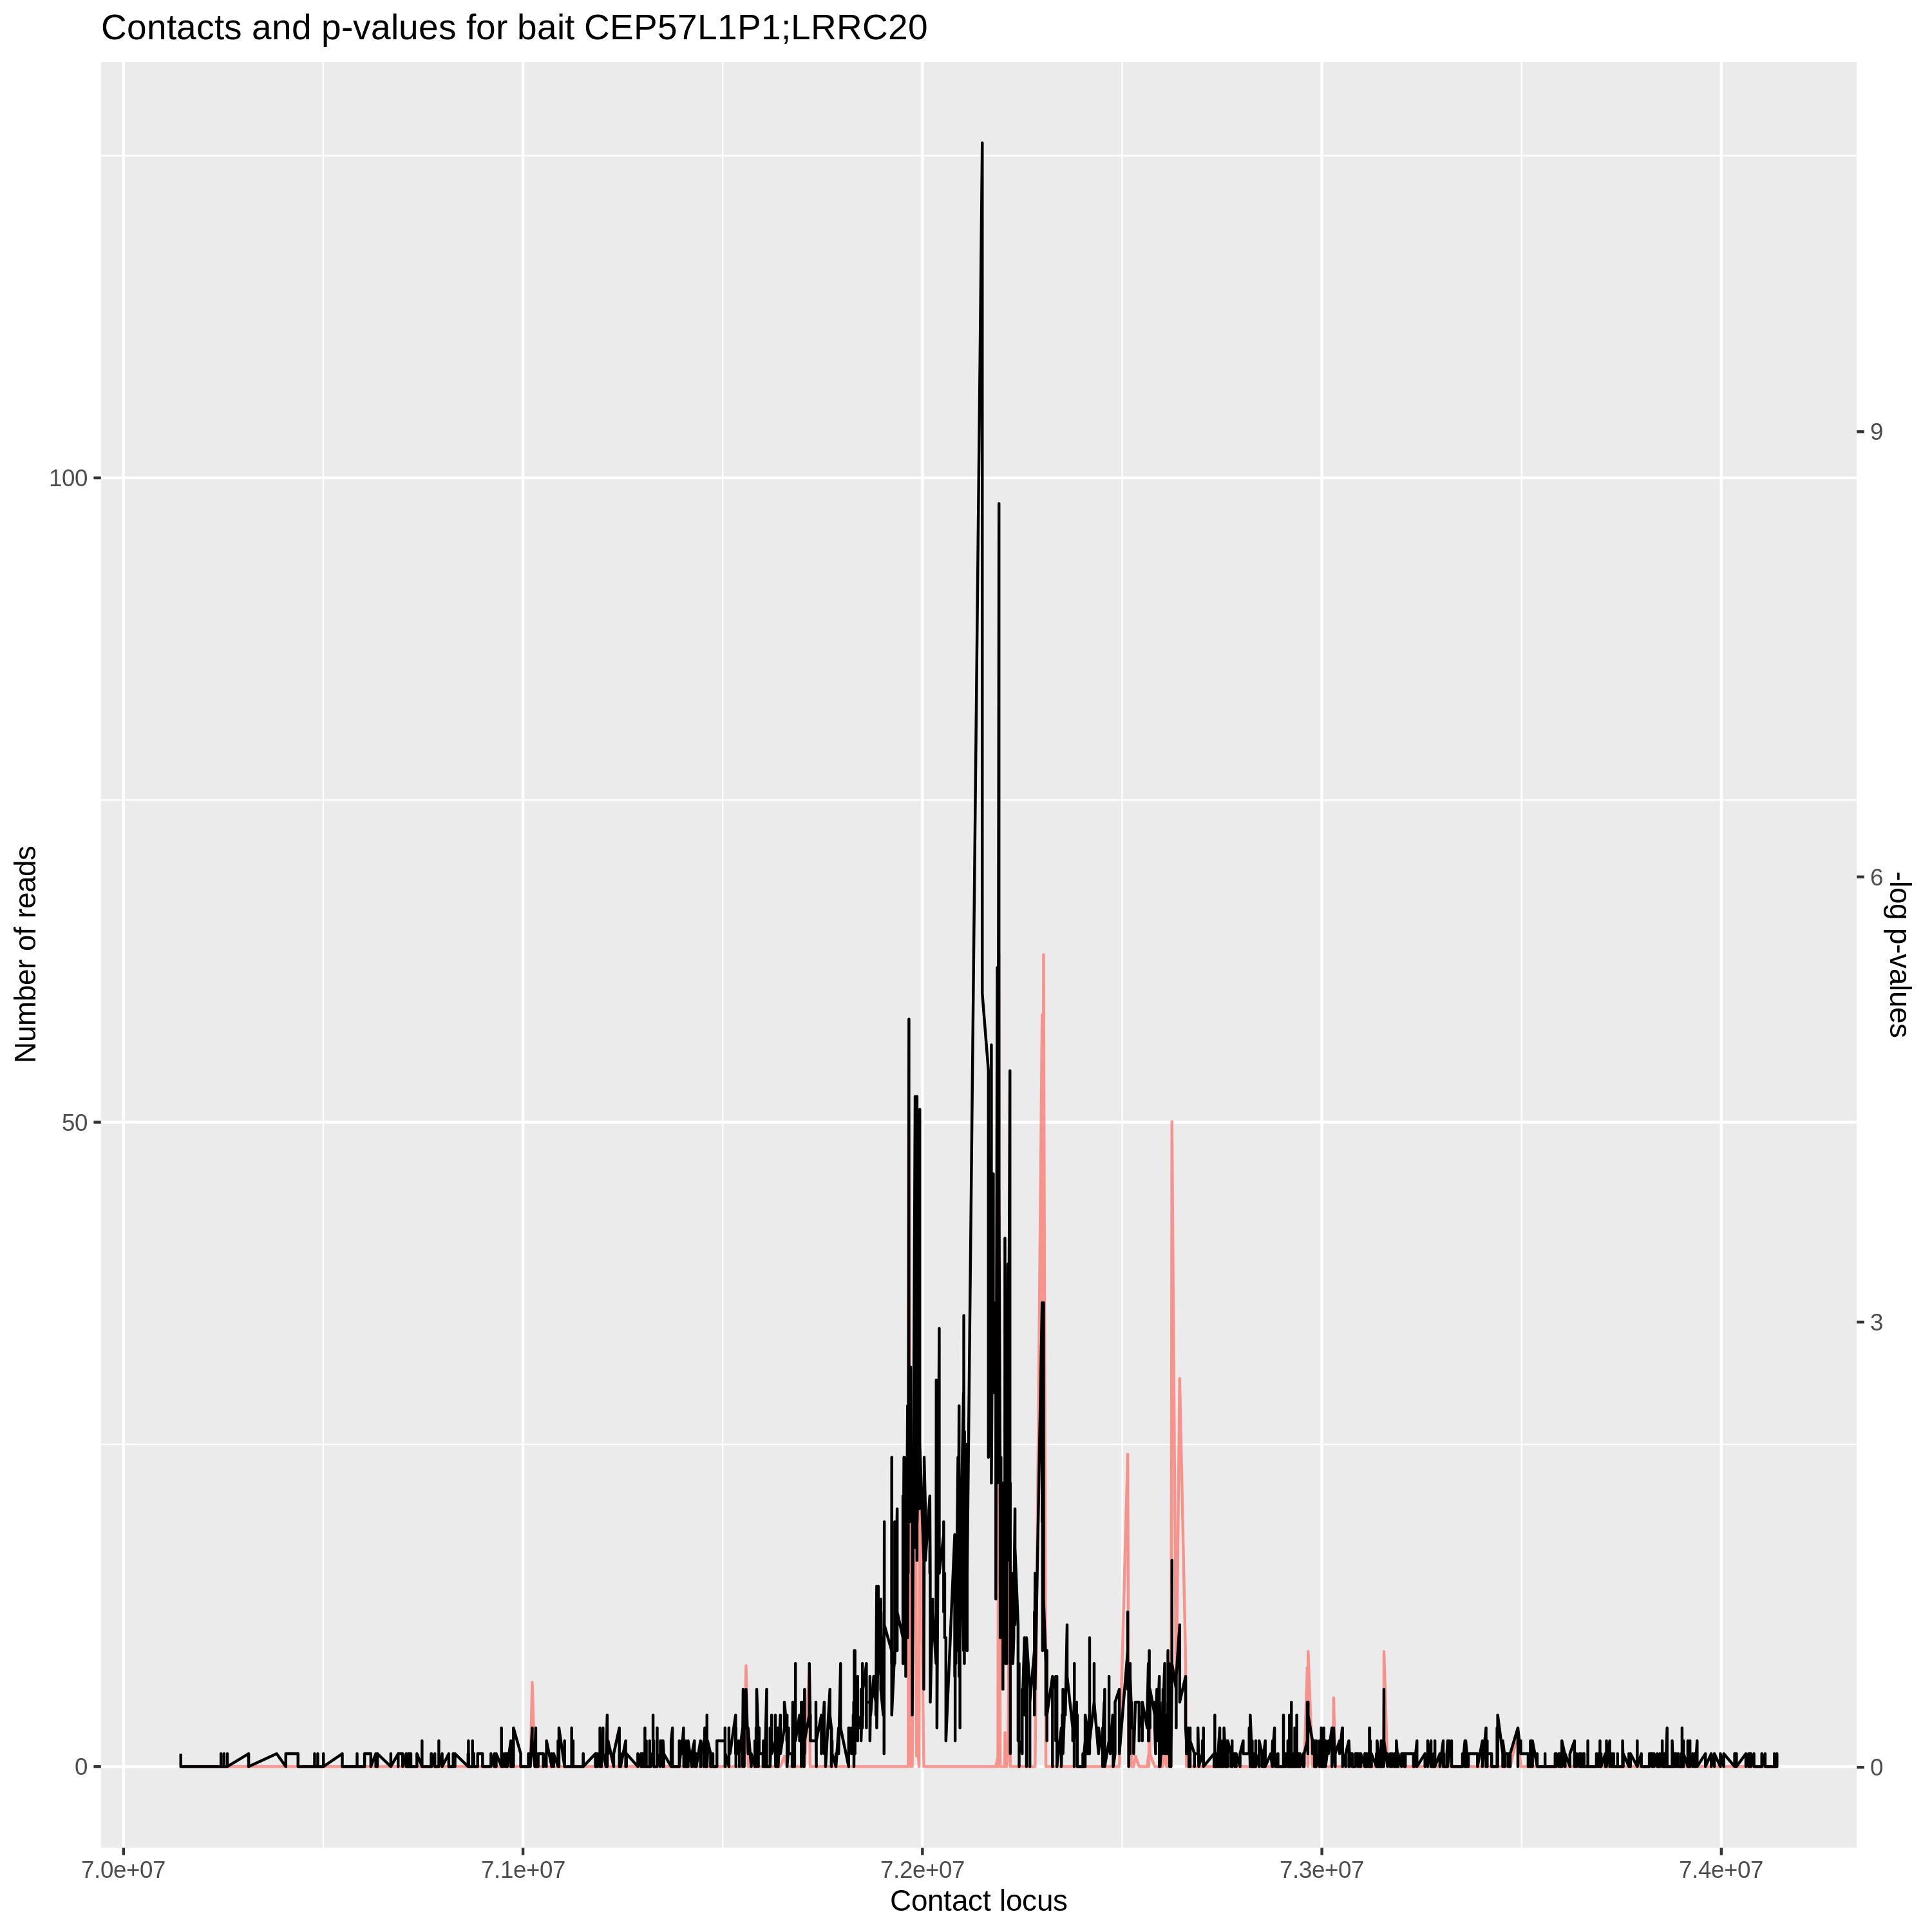 Contacts and p-values for bait CEP57L1P1;LRRC20
Number of reads
100
50
0
9
6
3
0
-log p-values
7.0e+07
7.1e+07
7.2e+07
7.3e+07
7.4e+07
Contact locus